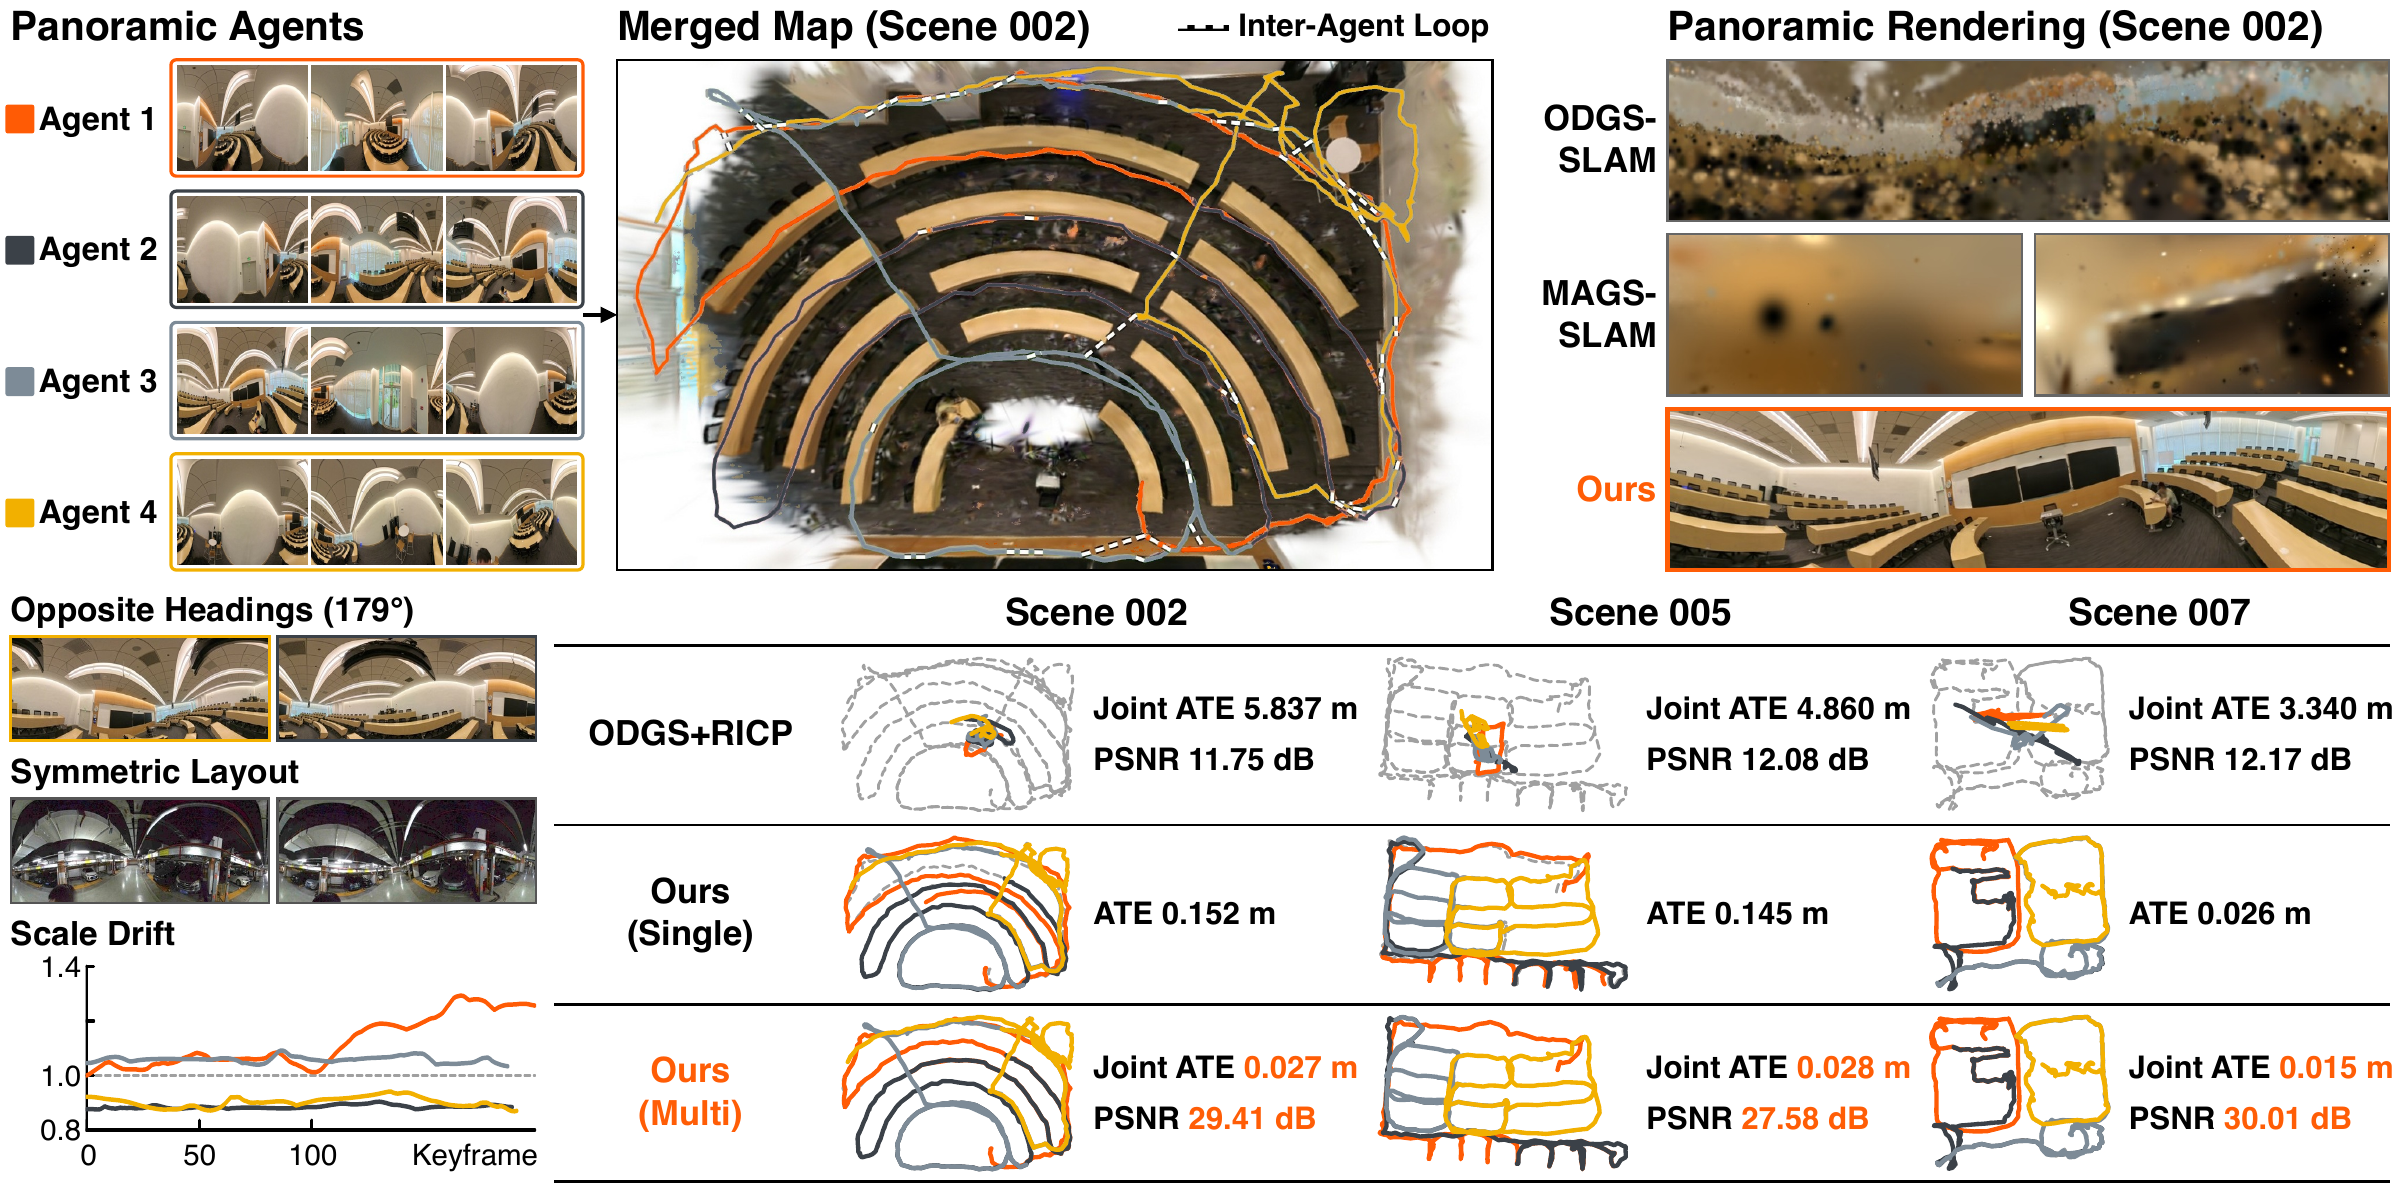 Panoramic Agents
Agent 1
Agent 2
Agent 3
Agent 4
Merged Map (Scene 002)
Inter-Agent Loop
Panoramic Rendering (Scene 002)
ODGS-
SLAM
MAGS-
SLAM
Ours
Opposite Headings (179°)
Symmetric Layout
Scale Drift
1.4
1.0
0.8
0
50
100
Keyframe
Scene 002
Scene 005
Scene 007
ODGS+RICP
Joint ATE 5.837 m
PSNR 11.75 dB
Joint ATE 4.860 m
PSNR 12.08 dB
Joint ATE 3.340 m
PSNR 12.17 dB
Ours
(Single)
ATE 0.152 m
ATE 0.145 m
ATE 0.026 m
Ours
(Multi)
Joint ATE 0.027 m
PSNR 29.41 dB
Joint ATE 0.028 m
PSNR 27.58 dB
Joint ATE 0.015 m
PSNR 30.01 dB